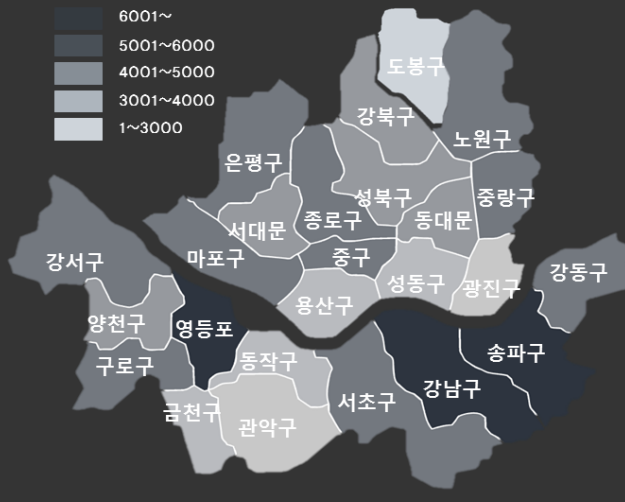 6001~
5001~6000
4001~5000
3001~4000
1~3000
도봉구
강북구
노원구
은평구
성북구
중랑구
서대문
종로구
동대문
마포구
중구
강서구
성동구
광진구
강동구
용산구
양천구
영등포
구로구
동작구
송파구
강남구
서초구
금천구
관악구